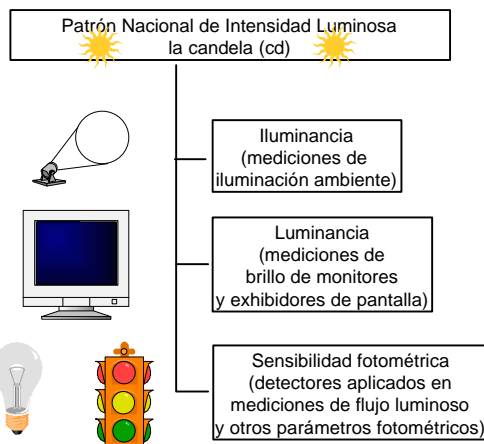 Patrón Nacional de Intensidad Luminosa
la candela (cd)
Iluminancia
(mediciones de
iluminación ambiente)
Luminancia
(mediciones de
brillo de monitores
y exhibidores de pantalla)
Sensibilidad fotométrica
(detectores aplicados en
mediciones de flujo luminoso
y otros parámetros fotométricos)